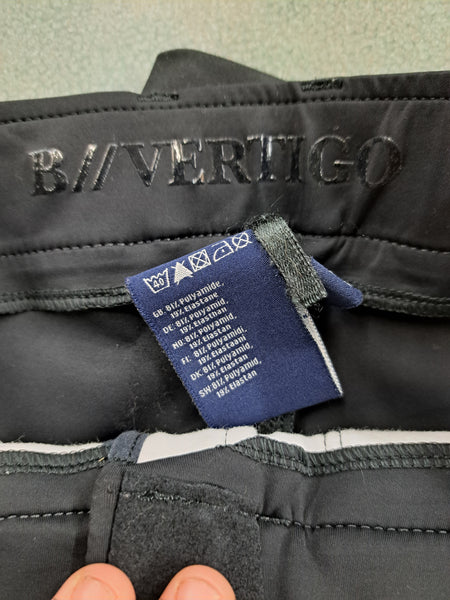 B//VERTIGO
40
GB: 81% Polyamide,
19% Elastane
DE: 81% Polyamid,
19% Elasthan
NO: 81% Polyamid,
19% Elastan
FI: 81% Polyamidi,
19% Elastaani
DK: 81% Polyamid,
19% Elastan
SW: 81% Polyamid,
19% Elastan